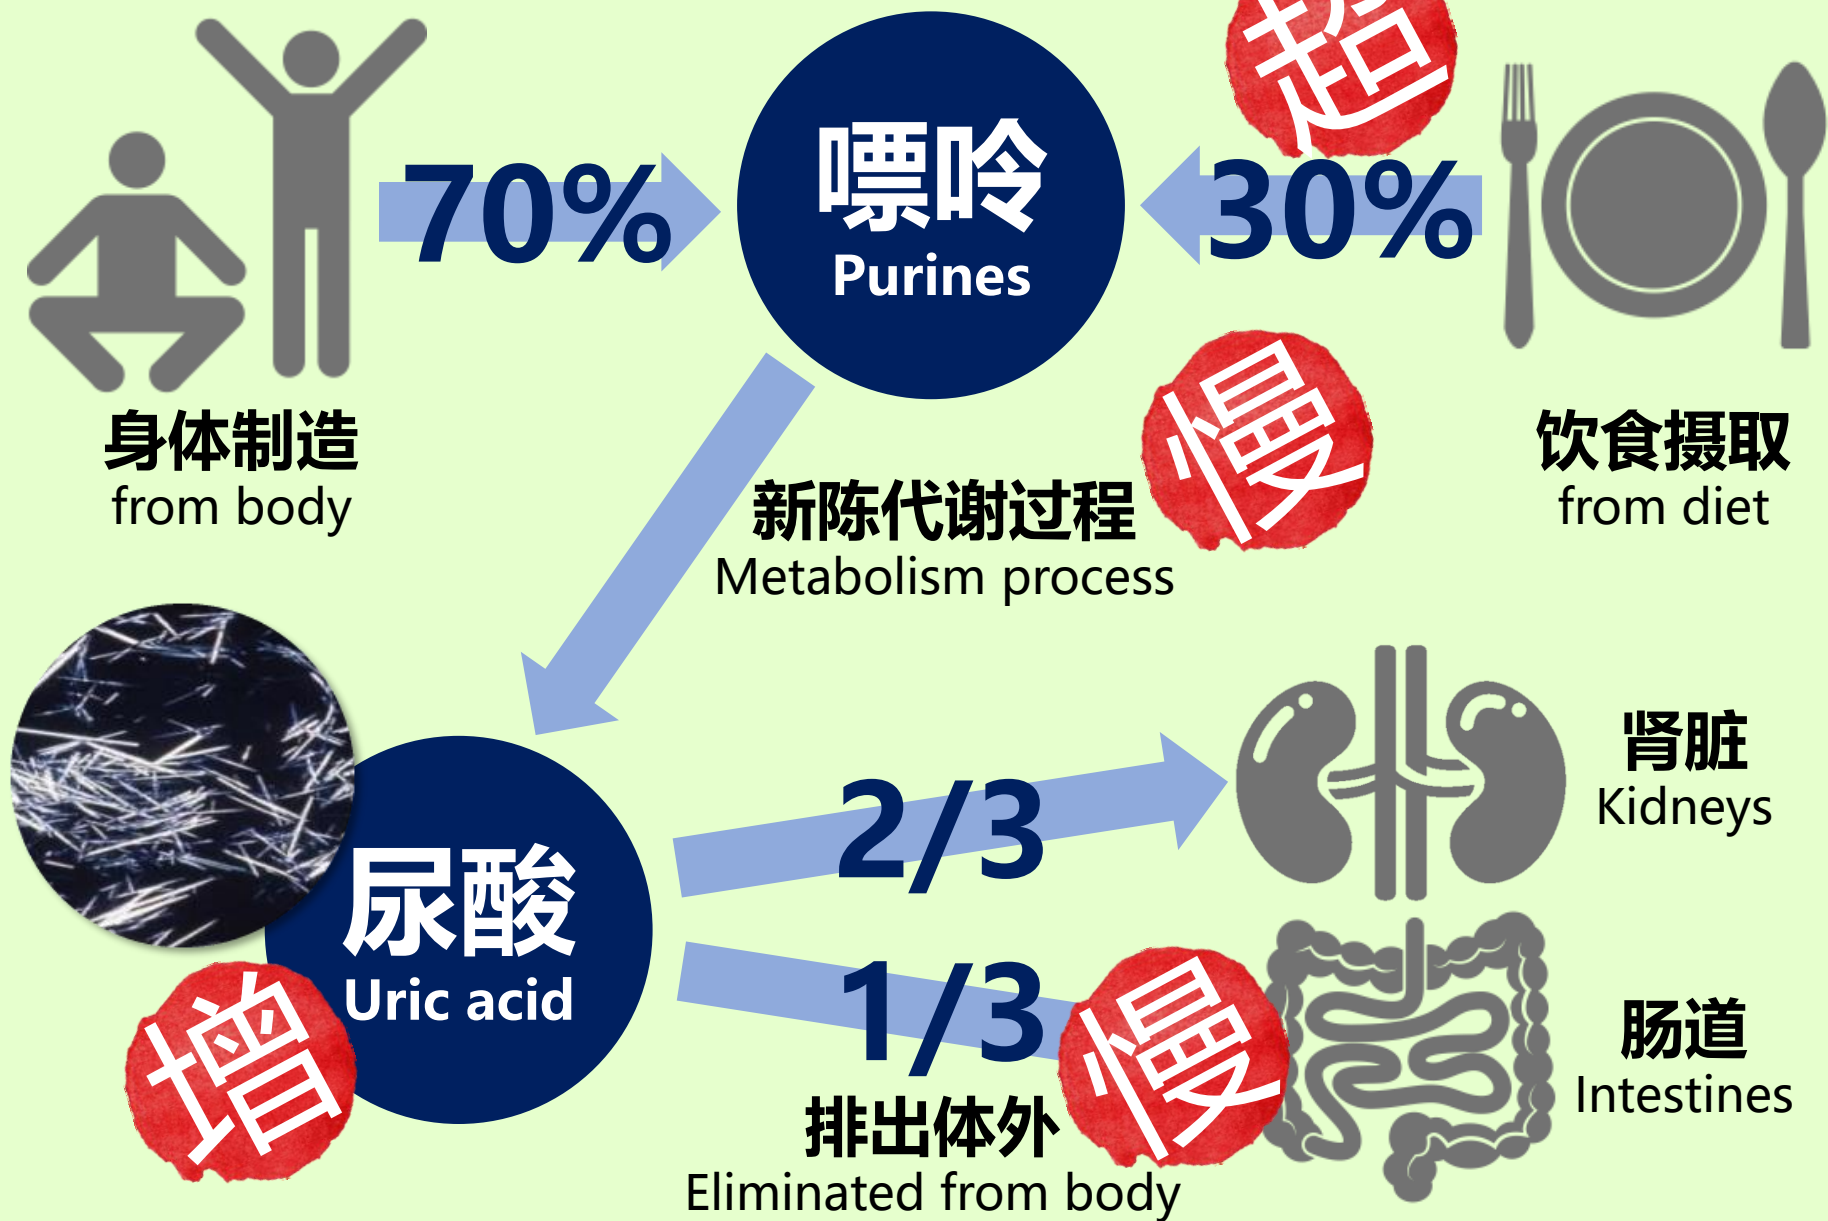 超
70%
嘌呤
Purines
30%
身体制造
from body
饮食摄取
from diet
慢
新陈代谢过程
Metabolism process
2/3
肾脏
Kidneys
尿酸
Uric acid
增
1/3
慢
肠道
Intestines
排出体外
Eliminated from body